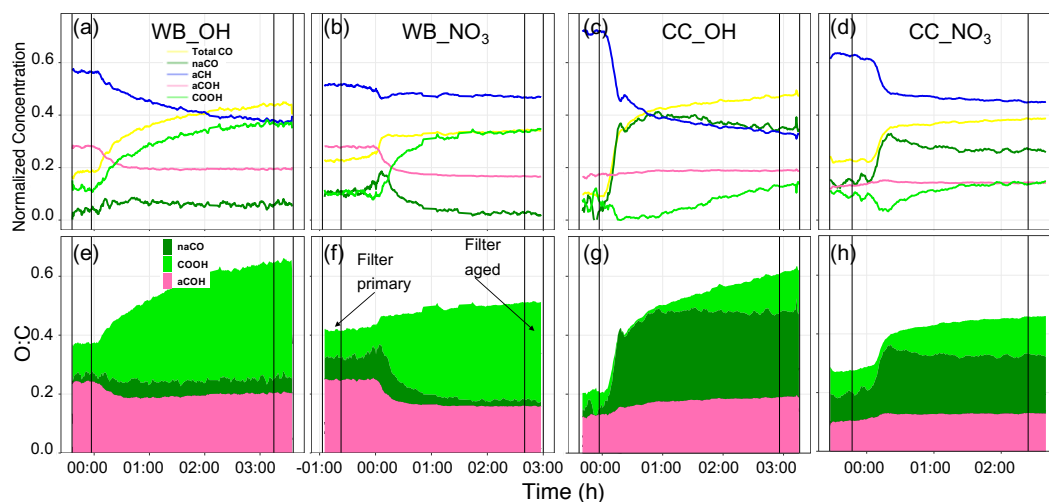 (a) WB_OH
(b) WB_NO3
(c) CC_OH
(d) CC_NO3
Total CO
naCO
aCH
aCOH
COOH
Normalized Concentration
0.6
0.4
0.2
0.0
(e)
naCO
COOH
aCOH
(f)
Filter
primary
Filter
aged
(g)
(h)
O:C
0.6
0.4
0.2
0.0
00:00 01:00 02:00 03:00
-01:00 00:00 01:00 02:00 03:00
00:00 01:00 02:00 03:00
00:00 01:00 02:00
Time (h)